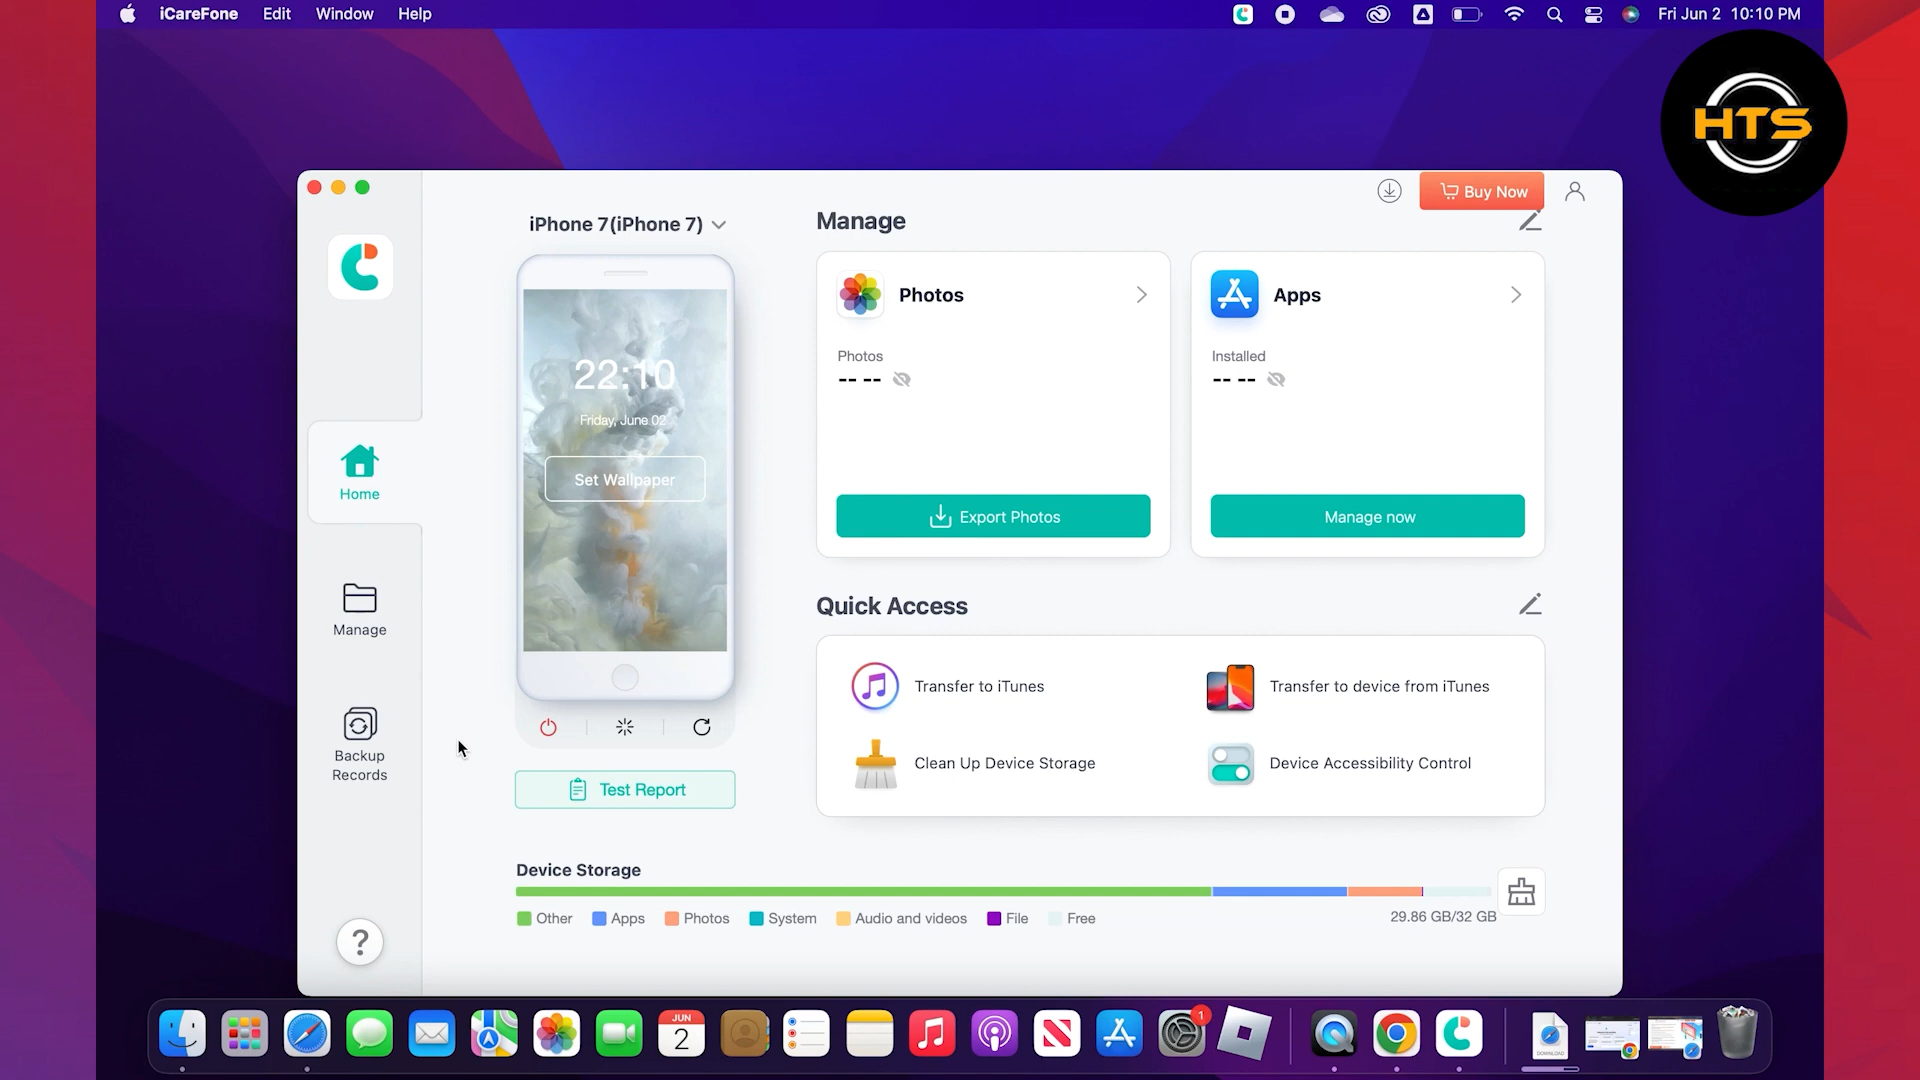 iCareFone Edit Window Help
Fri Jun 2 10:10 PM
HTS
Buy Now
iPhone 7(iPhone 7)
Manage
Photos
Apps
22:10
Friday, June 02
Photos
-- --
Installed
-- --
Set Wallpaper
Home
Export Photos
Manage now
Quick Access
Manage
Transfer to iTunes
Transfer to device from iTunes
Backup
Records
Clean Up Device Storage
Device Accessibility Control
Test Report
Device Storage
Other Apps Photos System Audio and videos File Free
29.86 GB/32 GB
?
JUN
2
1
DOWNLOAD